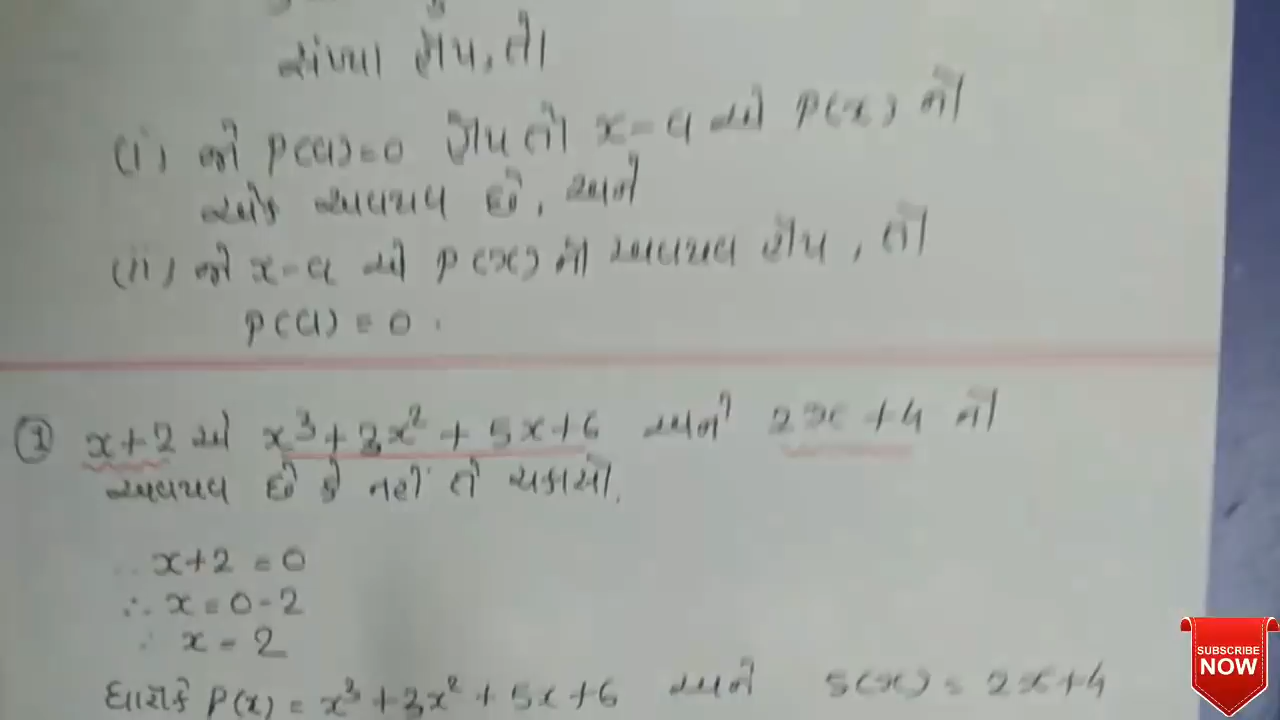 સંખ્યા હોય, તો
(i) જો P(a)=0 હોય તો x-a એ P(x) નો
એક અવયવ છે, અને
(ii) જો x-a એ P(x) નો અવયવ હોય, તો
P(a)=0.
① x+2 એ x³+3x²+5x+6 અને 2x+4 નો
અવયવ છે કે નહીં તે ચકાસો.
∴ x+2=0
∴ x=0-2
∴ x-2
ધારોકે P(x)=x³+3x²+5x+6 અને S(x)=2x+4
SUBSCRIBE
NOW